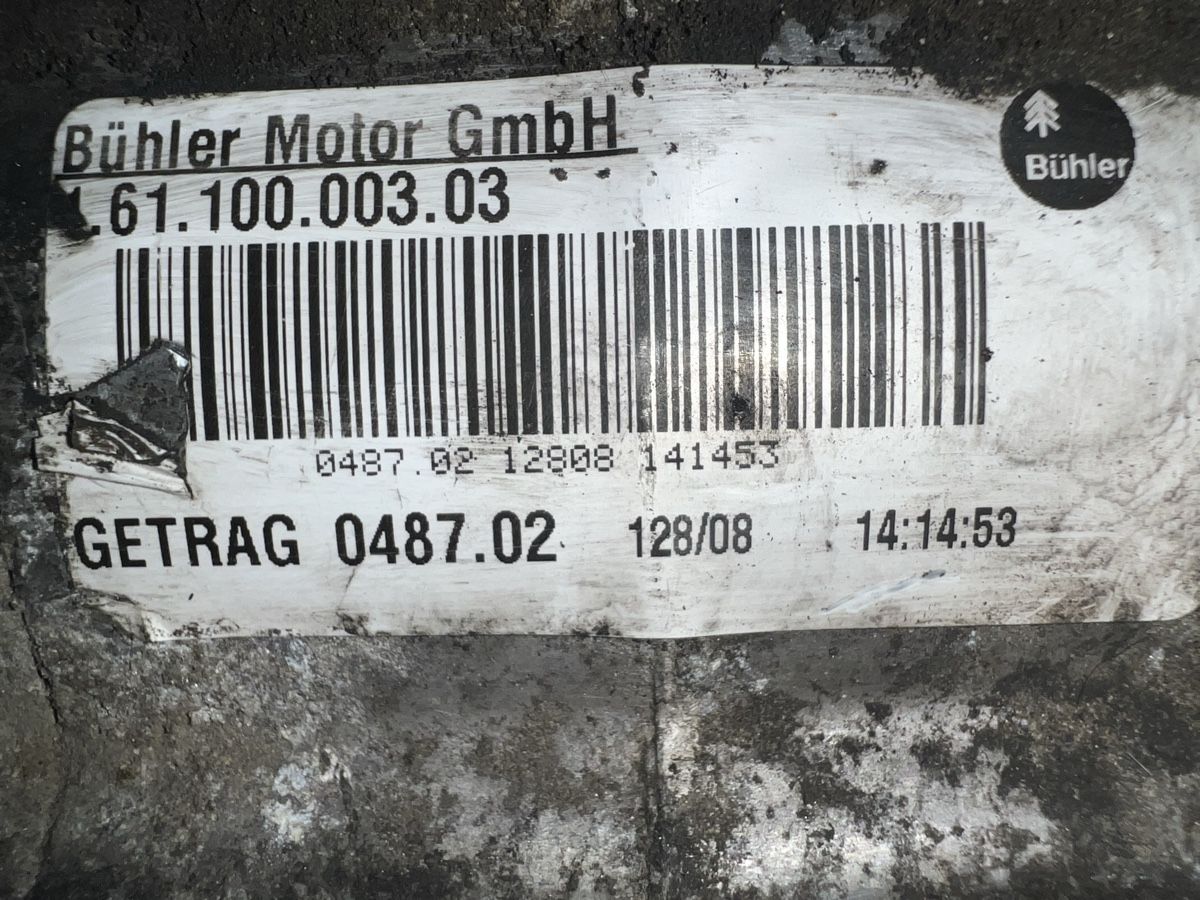 Bühler Motor GmbH
Bühler
1.61.100.003.03
0487.02 12808 141453
GETRAG 0487.02 128/08 14:14:53